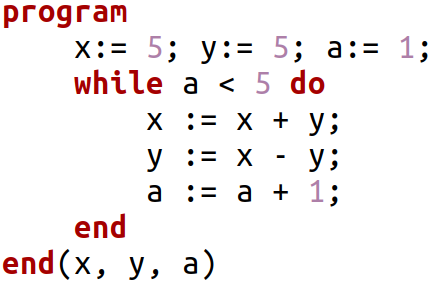 program
x:= 5; y:= 5; a:= 1;
while a < 5 do
x := x + y;
y := x - y;
a := a + 1;
end
end(x, y, a)